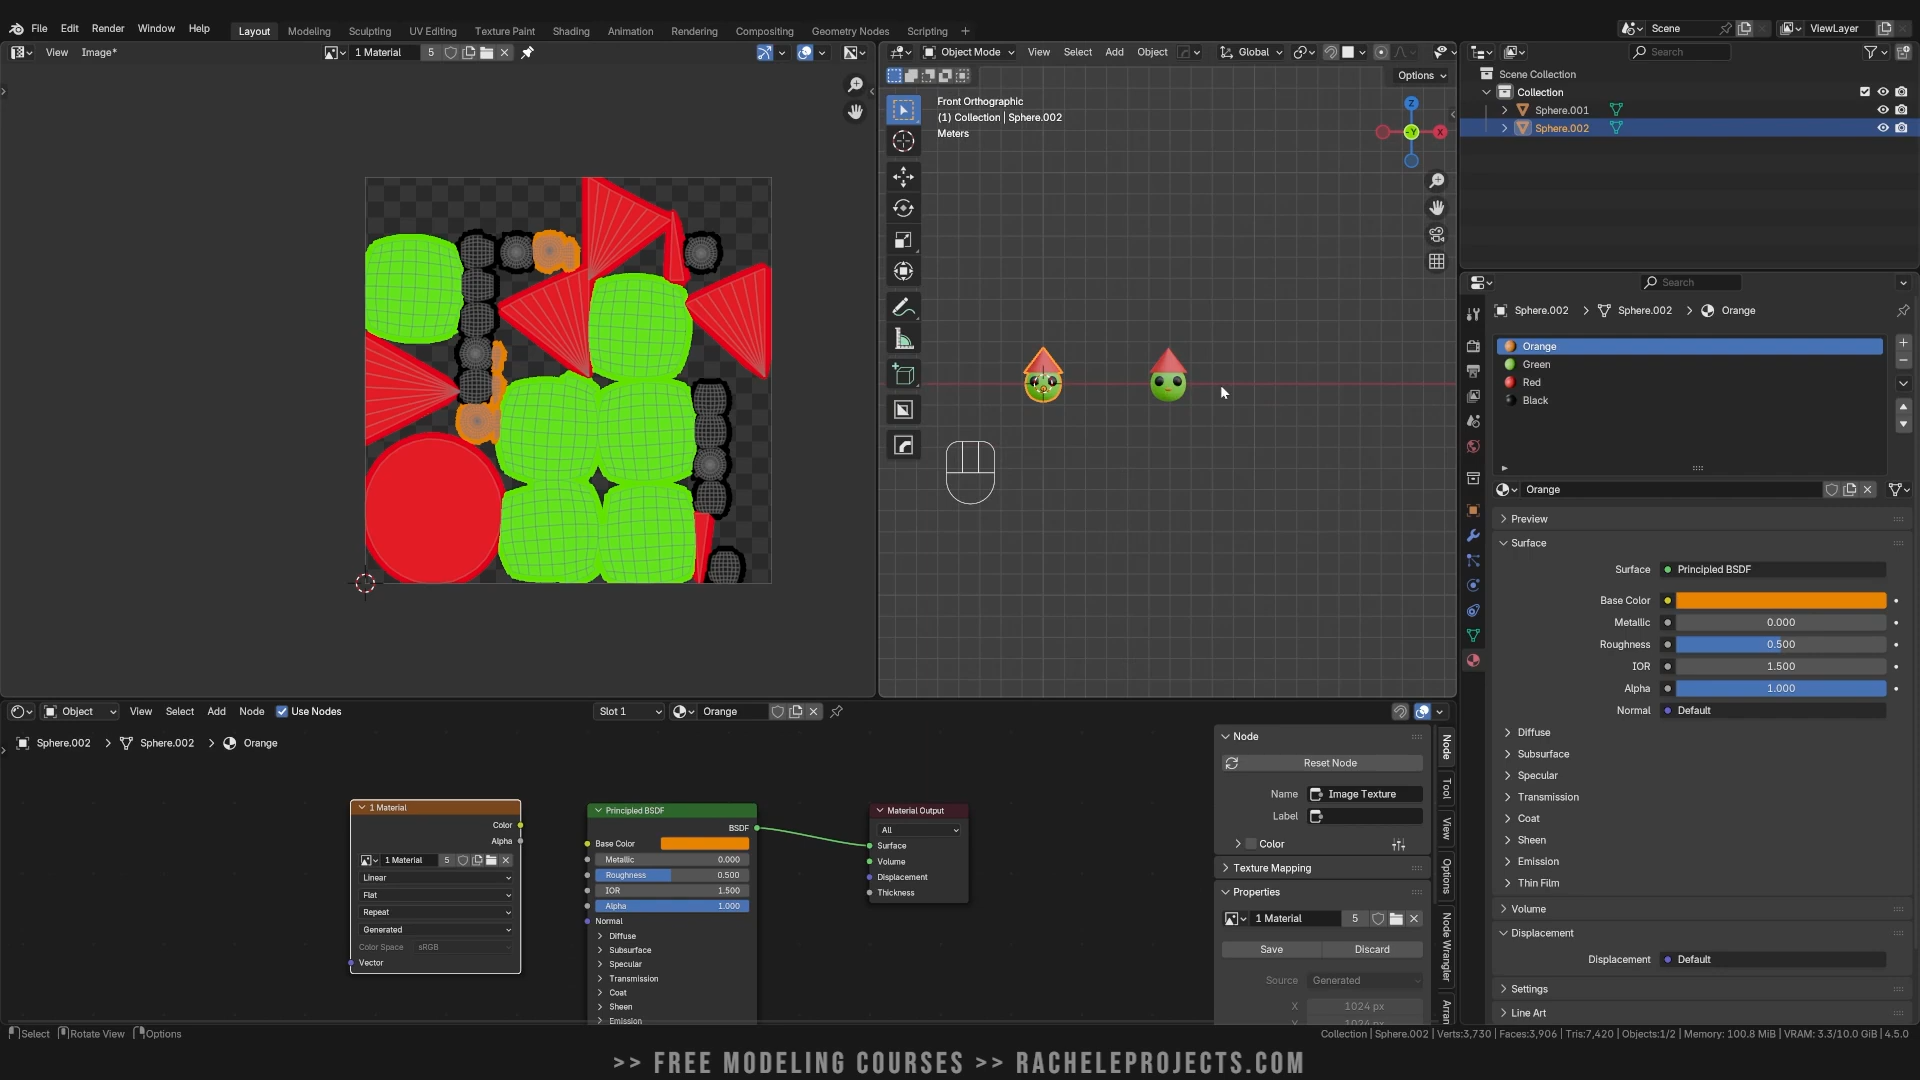 File Edit Render Window Help
Layout Modeling Sculpting UV Editing Texture Paint Shading Animation Rendering Compositing Geometry Nodes Scripting +
Scene
ViewLayer
View Image*
1 Material 5
Object Mode View Select Add Object
Global
Options
Search
Scene Collection
Collection
Sphere.001
Sphere.002
Front Orthographic
(1) Collection | Sphere.002
Meters
Z
Y
X
Search
Sphere.002 > Sphere.002 > Orange
Orange
Green
Red
Black
Orange
Preview
Surface
Surface Principled BSDF
Base Color
Metallic 0.000
Roughness 0.500
IOR 1.500
Alpha 1.000
Normal Default
Diffuse
Subsurface
Specular
Transmission
Coat
Sheen
Emission
Thin Film
Volume
Displacement
Displacement Default
Settings
Line Art
Object View Select Add Node Use Nodes
Slot 1
Orange
Sphere.002 > Sphere.002 > Orange
1 Material
Color
Alpha
1 Material 5
Linear
Flat
Repeat
Generated
Color Space sRGB
Vector
Principled BSDF
BSDF
Base Color
Metallic 0.000
Roughness 0.500
IOR 1.500
Alpha 1.000
Normal
Diffuse
Subsurface
Specular
Transmission
Coat
Sheen
Emission
Material Output
All
Surface
Volume
Displacement
Thickness
Node
Reset Node
Name Image Texture
Label
Color
Texture Mapping
Properties
1 Material 5
Save Discard
Source Generated
X 1024 px
Node
Tool
View
Options
Node Wrangler
Arran
Select Rotate View Options
Collection | Sphere.002 | Verts:3,730 | Faces:3,906 | Tris:7,420 | Objects:1/2 | Memory: 100.8 MiB | VRAM: 3.3/10.0 GiB | 4.5.0
>> FREE MODELING COURSES >> RACHELEPROJECTS.COM